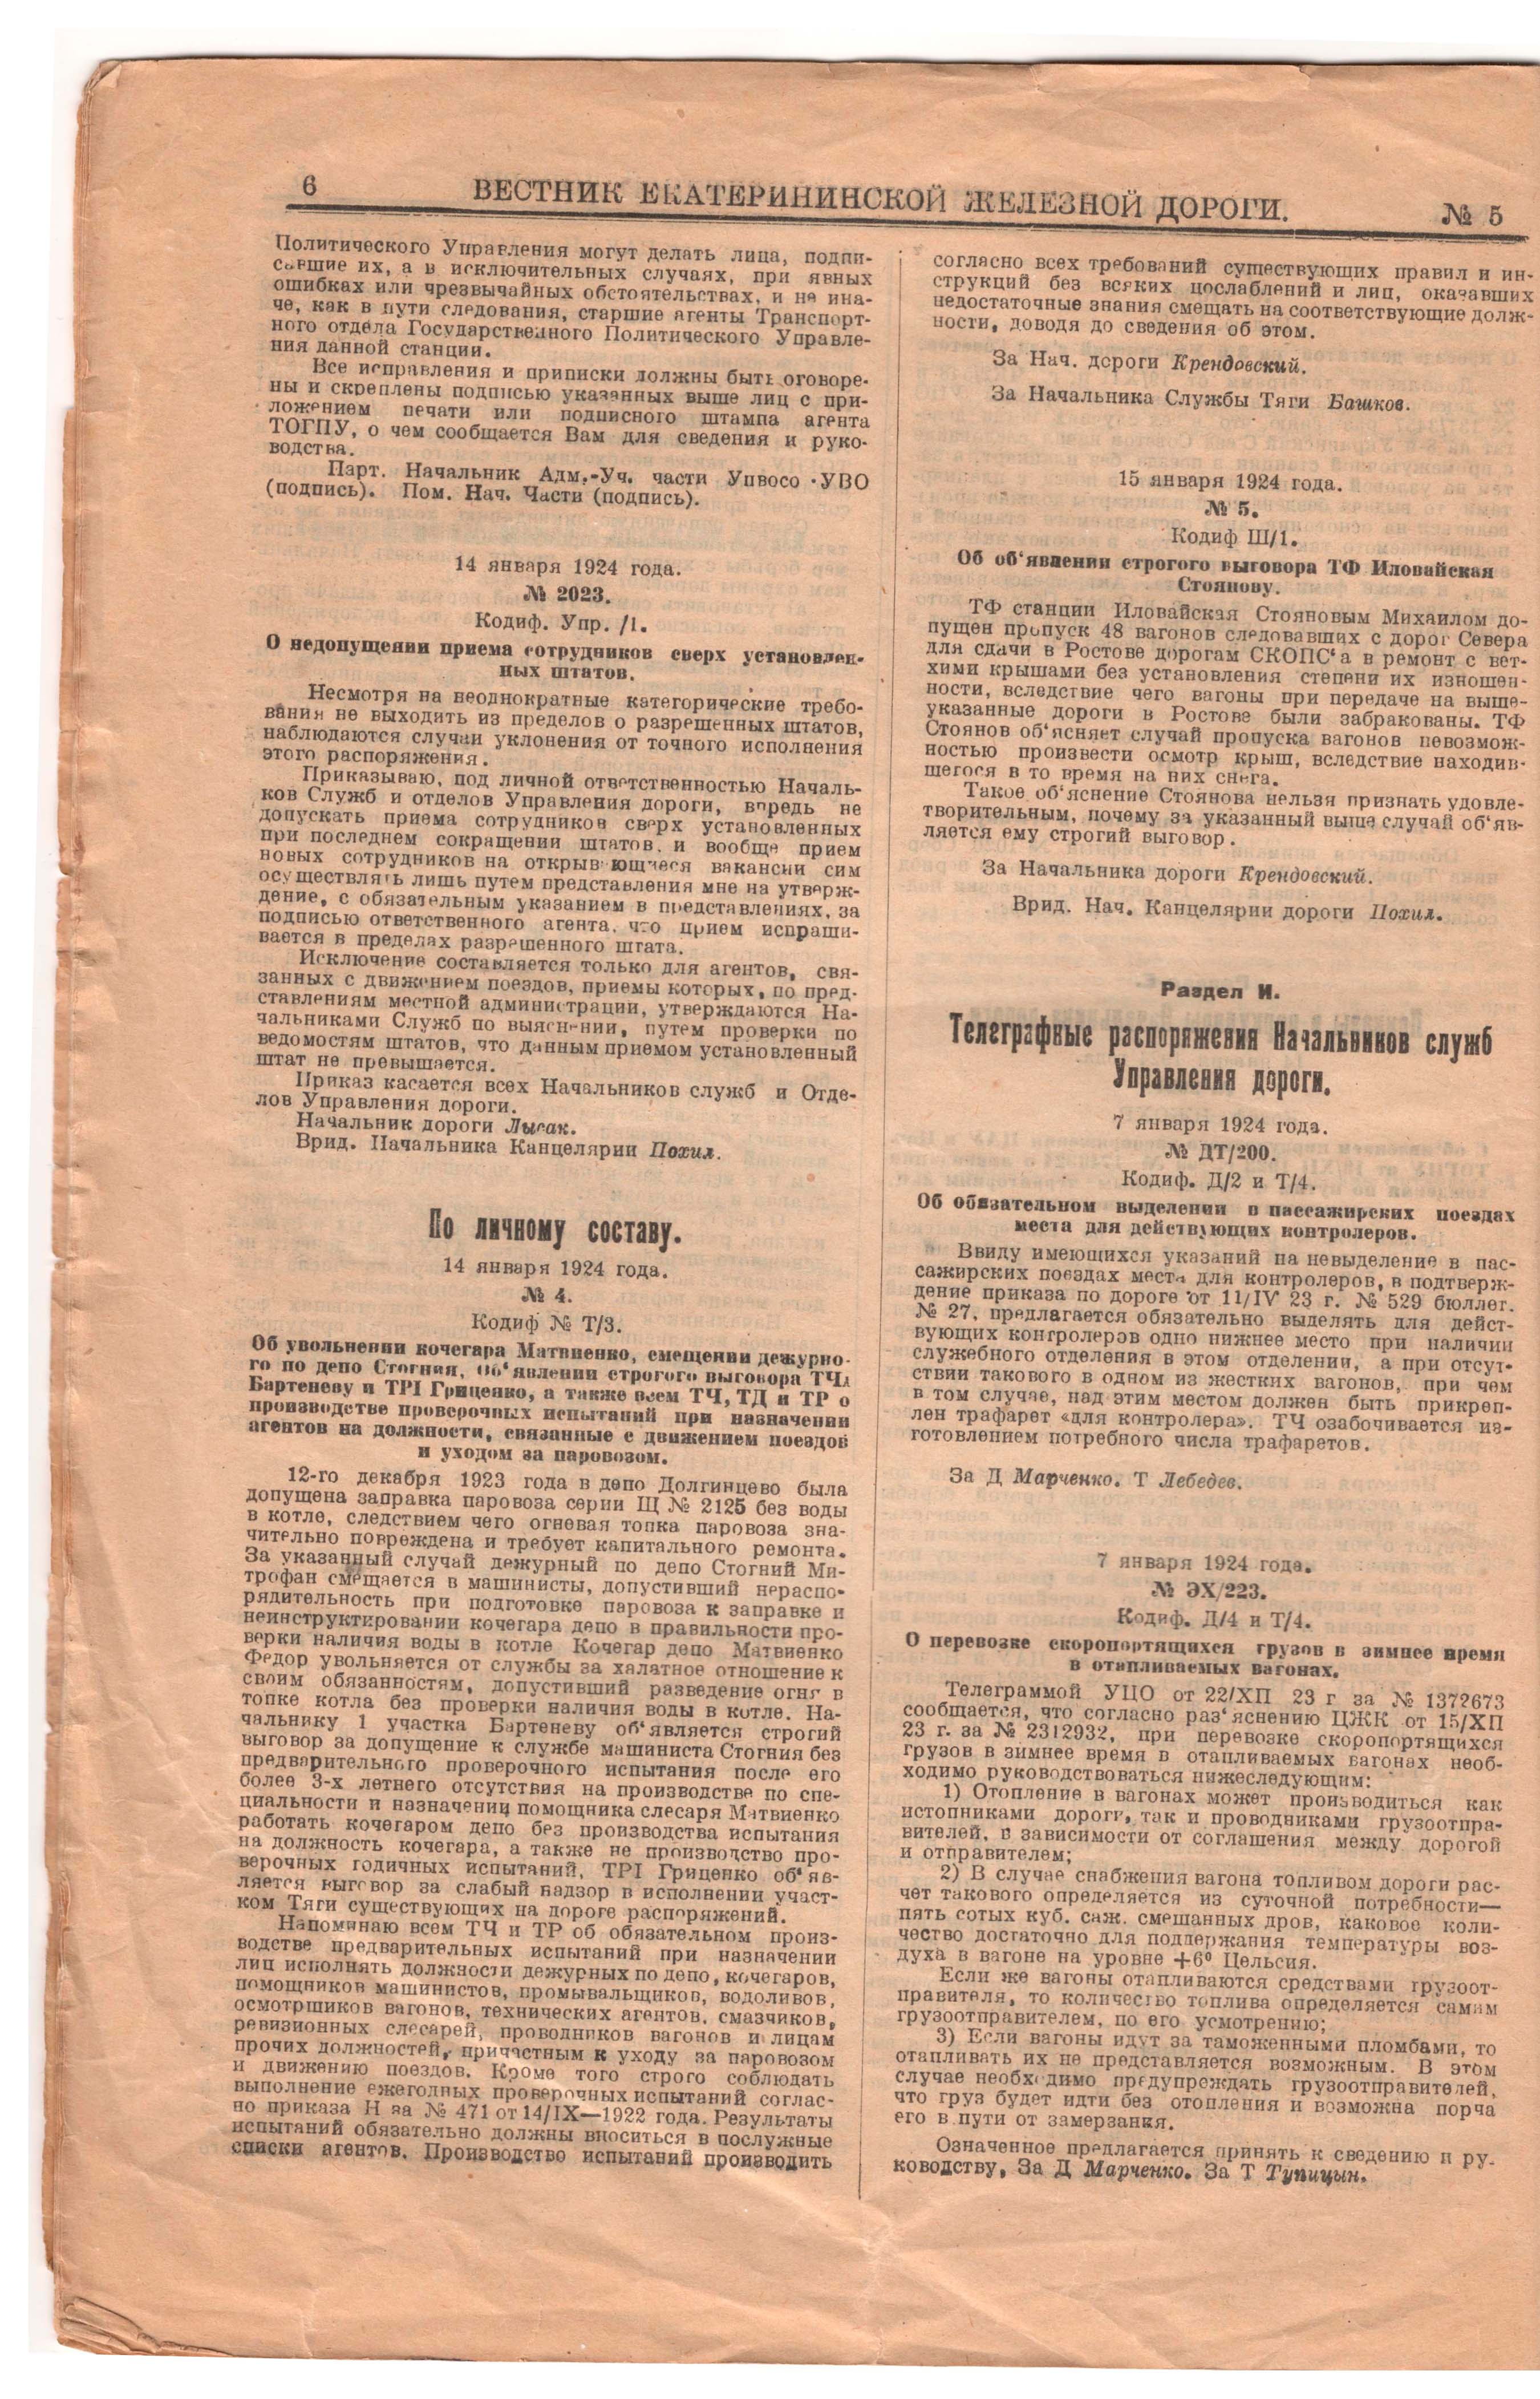 6
ВЕСТНИК ЕКАТЕРИНИНСКОЙ ЖЕЛЕЗНОЙ ДОРОГИ.
№ 5
Политического Управления могут делать лица, подпи-
савшие их, а в исключительных случаях, при явных
ошибках или чрезвычайных обстоятельствах, и не ина-
че, как в пути следования, старшие агенты Транспорт-
ного отдела Государственного Политического Управле-
ния данной станции.
Все исправления и приписки должны быть оговоре-
ны и скреплены подписью указанных выше лиц с при-
ложением печати или подписного штампа агента
ТОГПУ, о чем сообщается Вам для сведения и руко-
водства.
Парт. Начальник Адм.-Уч. части Упвосо УВО
(подпись). Пом. Нач. Части (подпись).
14 января 1924 года.
№ 2023.
Кодиф. Упр. /1.
О недопущении приема сотрудников сверх установлен-
ных штатов.
Несмотря на неоднократные категорические требо-
вания не выходить из пределов о разрешенных штатов,
наблюдаются случаи уклонения от точного исполнения
этого распоряжения.
Приказываю, под личной ответственностью Началь-
ков Служб и отделов Управления дороги, впредь не
допускать приема сотрудников сверх установленных
при последнем сокращении штатов, и вообще прием
новых сотрудников на открывающиеся вакансии сим
осуществлять лишь путем представления мне на утверж-
дение, с обязательным указанием в представлениях, за
подписью ответственного агента, что прием испраши-
вается в пределах разрешенного штата.
Исключение составляется только для агентов, свя-
занных с движением поездов, приемы которых, по пред-
ставлениям местной администрации, утверждаются На-
чальниками Служб по выяснении, путем проверки по
ведомостям штатов, что данным приемом установленный
штат не превышается.
Приказ касается всех Начальников служб и Отде-
лов Управления дороги.
Начальник дороги Лысак.
Врид. Начальника Канцелярии Похил.
По личному составу.
14 января 1924 года.
№ 4.
Кодиф № Т/3.
Об увольнении кочегара Матвиенко, смещении дежурно-
го по депо Стогния, об‘явлении строгого выговора ТЧ1
Бартеневу и ТРI Гриценко, а также всем ТЧ, ТД и ТР о
производстве проверочных испытаний при назначении
агентов на должности, связанные с движением поездов
и уходом за паровозом.
12-го декабря 1923 года в депо Долгинцево была
допущена заправка паровоза серии Щ № 2125 без воды
в котле, следствием чего огневая топка паровоза зна-
чительно повреждена и требует капитального ремонта.
За указанный случай дежурный по депо Стогний Ми-
трофан смещается в машинисты, допустивший нераспо-
рядительность при подготовке паровоза к заправке и
неинструктировании кочегара депо в правильности про-
верки наличия воды в котле Кочегар депо Матвиенко
Федор увольняется от службы за халатное отношение к
своим обязанностям, допустивший разведение огня в
топке котла без проверки наличия воды в котле. На-
чальнику 1 участка Бартеневу об‘является строгий
выговор за допущение к службе машиниста Стогния без
предварительного проверочного испытания после его
более 3-х летнего отсутствия на производстве по спе-
циальности и назначении помощника слесаря Матвиенко
работать кочегаром депо без производства испытания
на должность кочегара, а также не производство про-
верочных годичных испытаний, ТРI Гриценко об‘яв-
ляется выговор за слабый надзор в исполнении участ-
ком Тяги существующих на дороге распоряжений.
Напоминаю всем ТЧ и ТР об обязательном произ-
водстве предварительных испытаний при назначении
лиц исполнять должности дежурных по депо, кочегаров,
помощников машинистов, промывальщиков, водоливов,
осмотрщиков вагонов, технических агентов, смазчиков,
ревизионных слесарей, проводников вагонов и лицам
прочих должностей, причастным к уходу за паровозом
и движению поездов. Кроме того строго соблюдать
выполнение ежегодных проверочных испытаний соглас-
но приказа Н за № 471 от 14/IX—1922 года. Результаты
испытаний обязательно должны вноситься в послужные
списки агентов. Производство испытаний производить
согласно всех требований существующих правил и ин-
струкций без всяких послаблений и лиц, оказавших
недостаточные знания смещать на соответствующие долж-
ности, доводя до сведения об этом.
За Нач. дороги Крендовский.
За Начальника Службы Тяги Башков.
15 января 1924 года.
№ 5.
Кодиф Ш/1.
Об об‘явлении строгого выговора ТФ Иловайская
Стоянову.
ТФ станции Иловайская Стояновым Михаилом до-
пущен пропуск 48 вагонов следовавших с дорог Севера
для сдачи в Ростове дорогам СКОПС‘а в ремонт с вет-
хими крышами без установления степени их изношен-
ности, вследствие чего вагоны при передаче на выше-
указанные дороги в Ростове были забракованы. ТФ
Стоянов об‘ясняет случай пропуска вагонов невозмож-
ностью произвести осмотр крыш, вследствие находив-
щегося в то время на них снега.
Такое об‘яснение Стоянова нельзя признать удовле-
творительным, почему за указанный выше случай об‘яв-
ляется ему строгий выговор.
За Начальника дороги Крендовский.
Врид. Нач. Канцелярии дороги Похил.
Раздел И.
Телеграфные распоряжения Начальников служб
Управления дороги.
7 января 1924 года.
№ ДТ/200.
Кодиф. Д/2 и Т/4.
Об обязательном выделении в пассажирских поездах
места для действующих контролеров.
Ввиду имеющихся указаний на невыделение в пас-
сажирских поездах места для контролеров, в подтверж-
дение приказа по дороге от 11/IV 23 г. № 529 бюллет.
№ 27, предлагается обязательно выделять для дейст-
вующих контролеров одно нижнее место при наличии
служебного отделения в этом отделении, а при отсут-
ствии такового в одном из жестких вагонов, при чем
в том случае, над этим местом должен быть прикреп-
лен трафарет «для контролера». ТЧ озабочивается из-
готовлением потребного числа трафаретов.
За Д Марченко. Т Лебедев.
7 января 1924 года.
№ ЭХ/223.
Кодиф. Д/4 и Т/4.
О перевозке скоропортящихся грузов в зимнее время
в отапливаемых вагонах.
Телеграммой УЦО от 22/ХП 23 г за № 1372673
сообщается, что согласно раз‘яснению ЦЖК от 15/ХП
23 г. за № 2312932, при перевозке скоропортящихся
грузов в зимнее время в отапливаемых вагонах необ-
ходимо руководствоваться нижеследующим:
1) Отопление в вагонах может производиться как
истопниками дороги, так и проводниками грузоотпра-
вителей, в зависимости от соглашения между дорогой
и отправителем;
2) В случае снабжения вагона топливом дороги рас-
чет такового определяется из суточной потребности—
пять сотых куб. саж. смешанных дров, каковое коли-
чество достаточно для поддержания температуры воз-
духа в вагоне на уровне +6° Цельсия.
Если же вагоны отапливаются средствами грузоот-
правителя, то количество топлива определяется самим
грузоотправителем, по его усмотрению;
3) Если вагоны идут за таможенными пломбами, то
отапливать их не представляется возможным. В этом
случае необходимо предупреждать грузоотправителей,
что груз будет идти без отопления и возможна порча
его в пути от замерзания.
Означенное предлагается принять к сведению и ру-
ководству, За Д Марченко. За Т Тупицын.